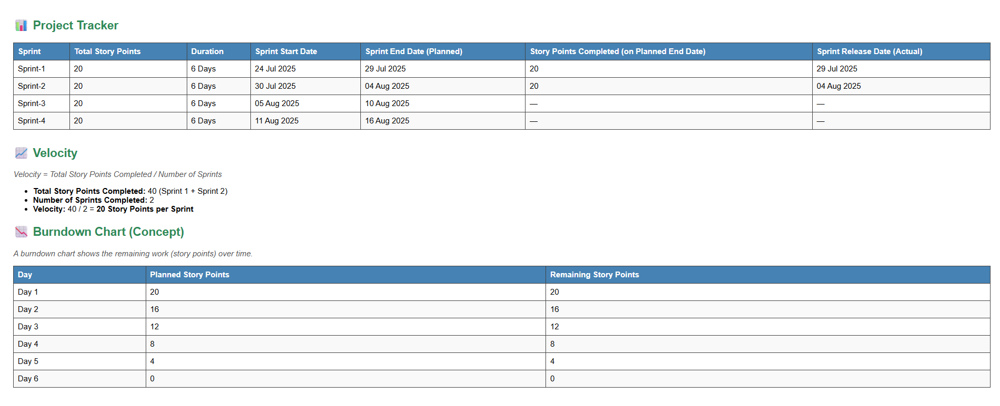 Project Tracker
Sprint Total Story Points Duration Sprint Start Date Sprint End Date (Planned) Story Points Completed (on Planned End Date) Sprint Release Date (Actual)
Sprint-1 20 6 Days 24 Jul 2025 29 Jul 2025 20 29 Jul 2025
Sprint-2 20 6 Days 30 Jul 2025 04 Aug 2025 20 04 Aug 2025
Sprint-3 20 6 Days 05 Aug 2025 10 Aug 2025 — —
Sprint-4 20 6 Days 11 Aug 2025 16 Aug 2025 — —
Velocity
Velocity = Total Story Points Completed / Number of Sprints
• Total Story Points Completed: 40 (Sprint 1 + Sprint 2)
• Number of Sprints Completed: 2
• Velocity: 40 / 2 = 20 Story Points per Sprint
Burndown Chart (Concept)
A burndown chart shows the remaining work (story points) over time.
Day Planned Story Points Remaining Story Points
Day 1 20 20
Day 2 16 16
Day 3 12 12
Day 4 8 8
Day 5 4 4
Day 6 0 0